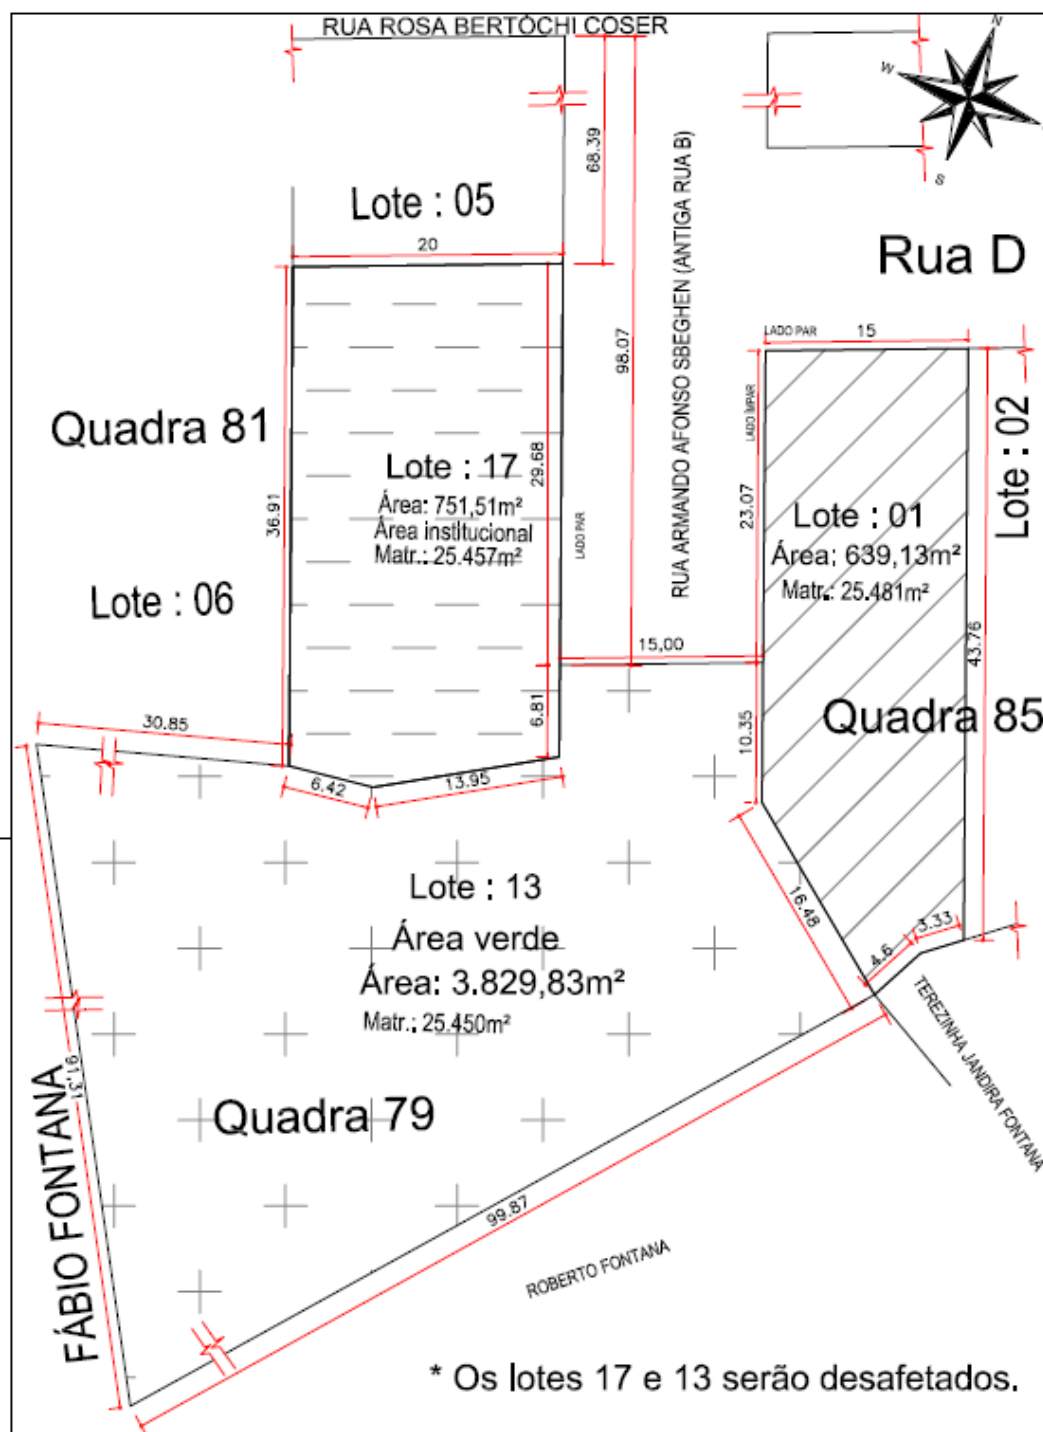 RUA ROSA BERTOCHI COSER
N
W
S
68.39
Lote : 05
20
Rua D
RUA ARMANDO AFONSO SBEGHEN (ANTIGA RUA B)
98.07
LADO PAR
15
LADO ÍMPAR
Quadra 81
Lote : 17
Área: 751,51m²
Área institucional
Matr.: 25.457m²
29.68
36.91
LADO PAR
23.07
Lote : 02
Lote : 01
Área: 639,13m²
Matr.: 25.481m²
43.76
Lote : 06
15,00
6.81
10.35
Quadra 85
30.85
6.42
13.95
Lote : 13
Área verde
Área: 3.829,83m²
Matr.: 25.450m²
16.48
4.6
3.33
TEREZINHA JANDIRA FONTANA
91.31
FÁBIO FONTANA
Quadra 79
99.87
ROBERTO FONTANA
* Os lotes 17 e 13 serão desafetados.